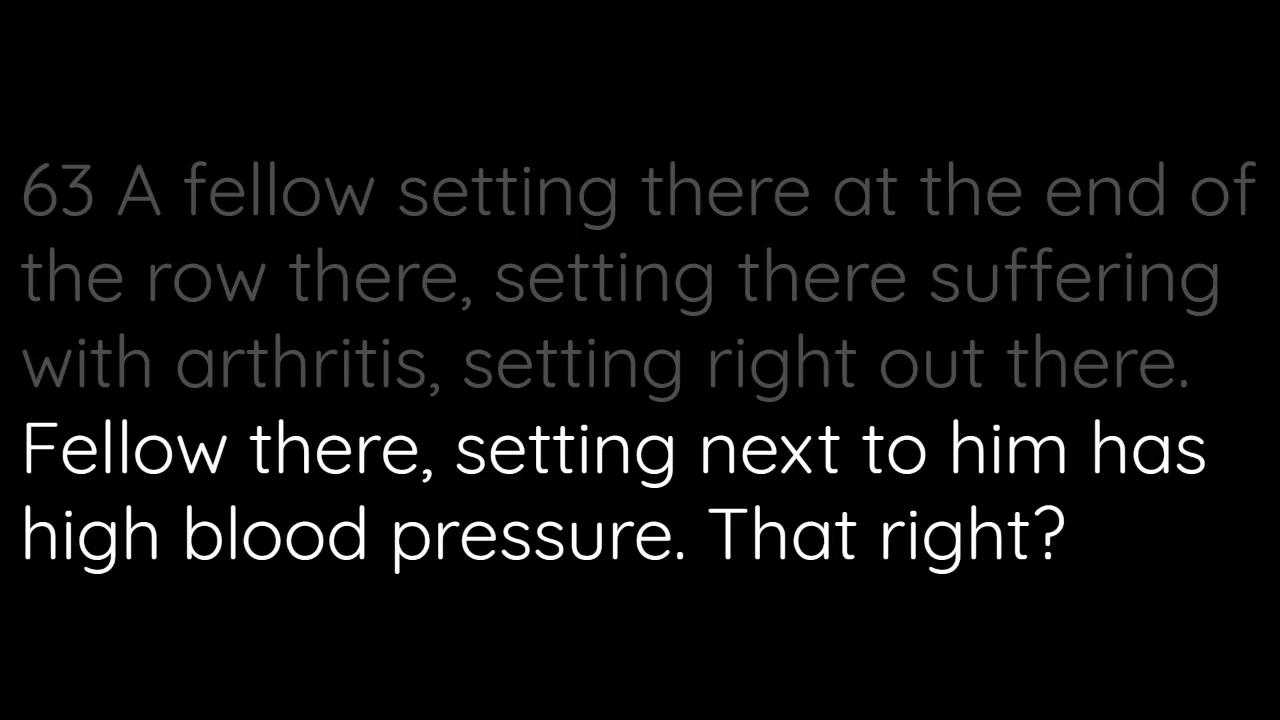 63 A fellow setting there at the end of
the row there, setting there suffering
with arthritis, setting right out there.
Fellow there, setting next to him has
high blood pressure. That right?